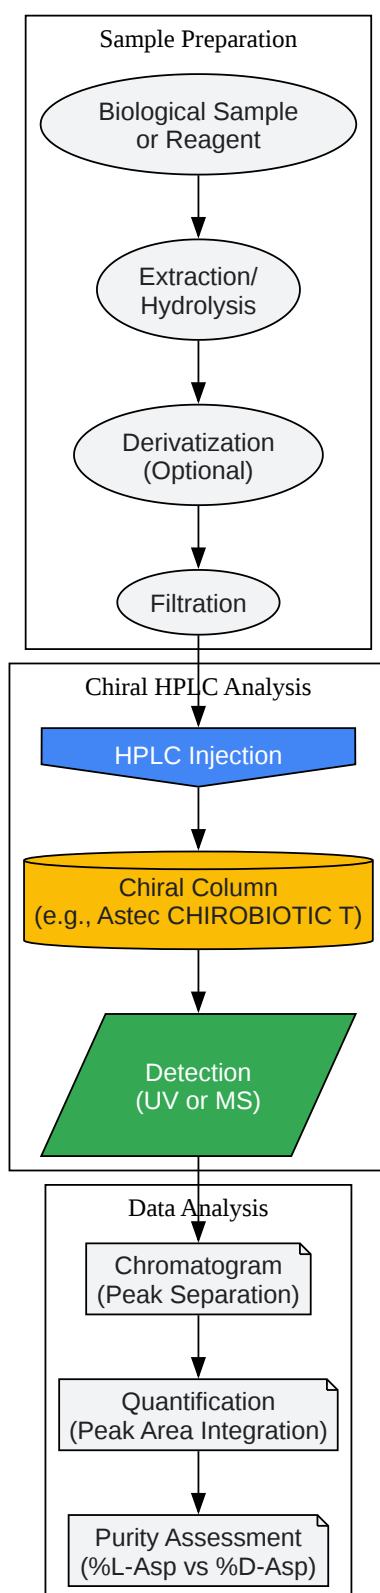 Sample Preparation
Biological Sample
or Reagent
Extraction/
Hydrolysis
Derivatization
(Optional)
Filtration
Chiral HPLC Analysis
HPLC Injection
Chiral Column
(e.g., Astec CHIROBIOTIC T)
Detection
(UV or MS)
Data Analysis
Chromatogram
(Peak Separation)
Quantification
(Peak Area Integration)
Purity Assessment
(%L-Asp vs %D-Asp)